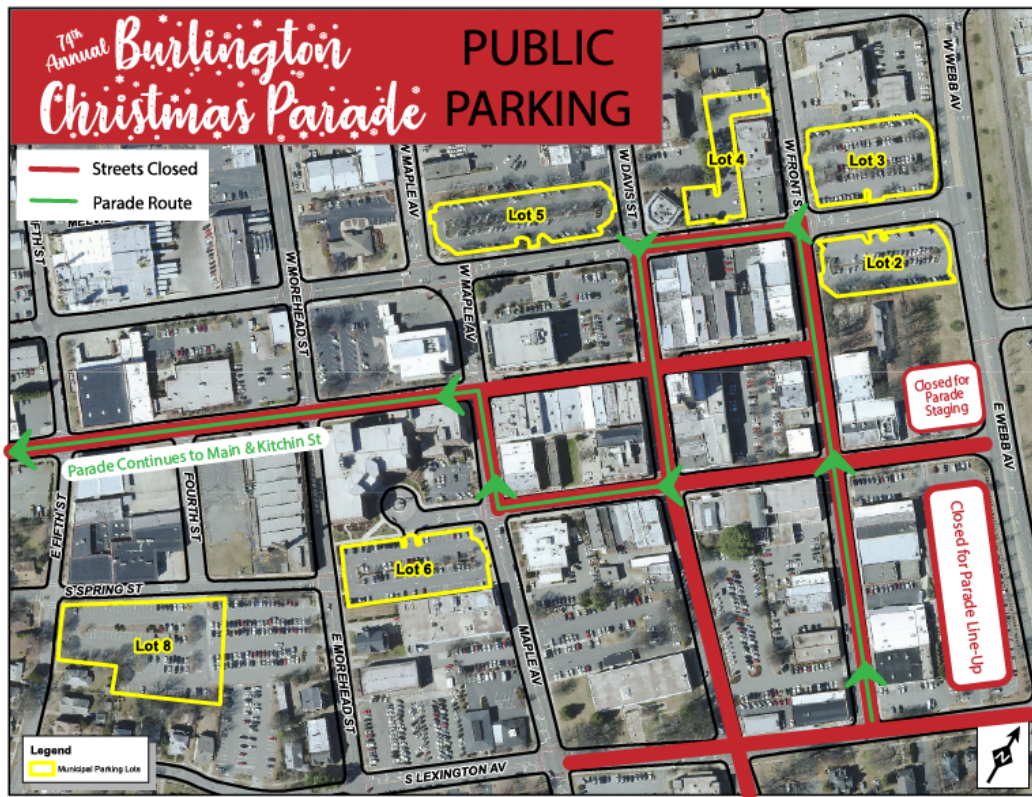 74th
Annual Burlington
Christmas Parade
PUBLIC
PARKING
Streets Closed
Parade Route
W WEBB AV
W MAPLE AV
W DAVIS ST
W FRONT S
Lot 4
Lot 3
Lot 5
Lot 2
FIFTH ST
W MOREHEAD ST
W MAPLE AV
Closed for
Parade
Staging
E WEBB AV
Parade Continues to Main & Kitchin St
E FIFTH ST
FOURTH ST
Closed for Parade Line-Up
Lot 6
S SPRING ST
Lot 8
E MOREHEAD ST
MAPLE AV
S LEXINGTON AV
Legend
Municipal Parking Lots
N